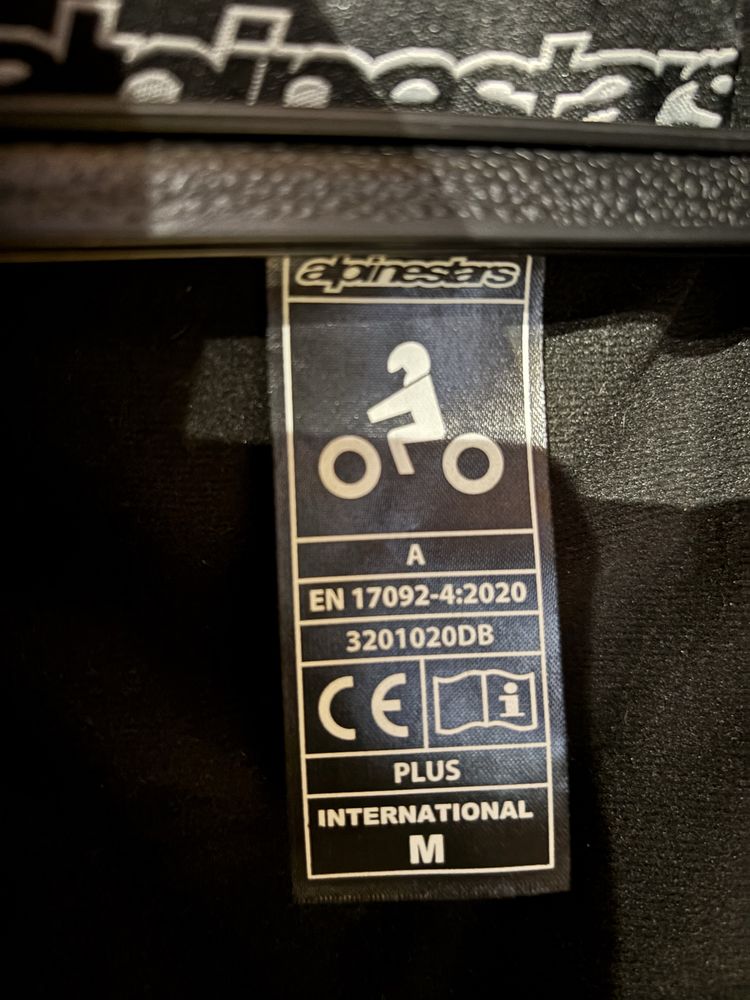 alpinestars
A
EN 17092-4:2020
3201020DB
CE
i
PLUS
INTERNATIONAL
M